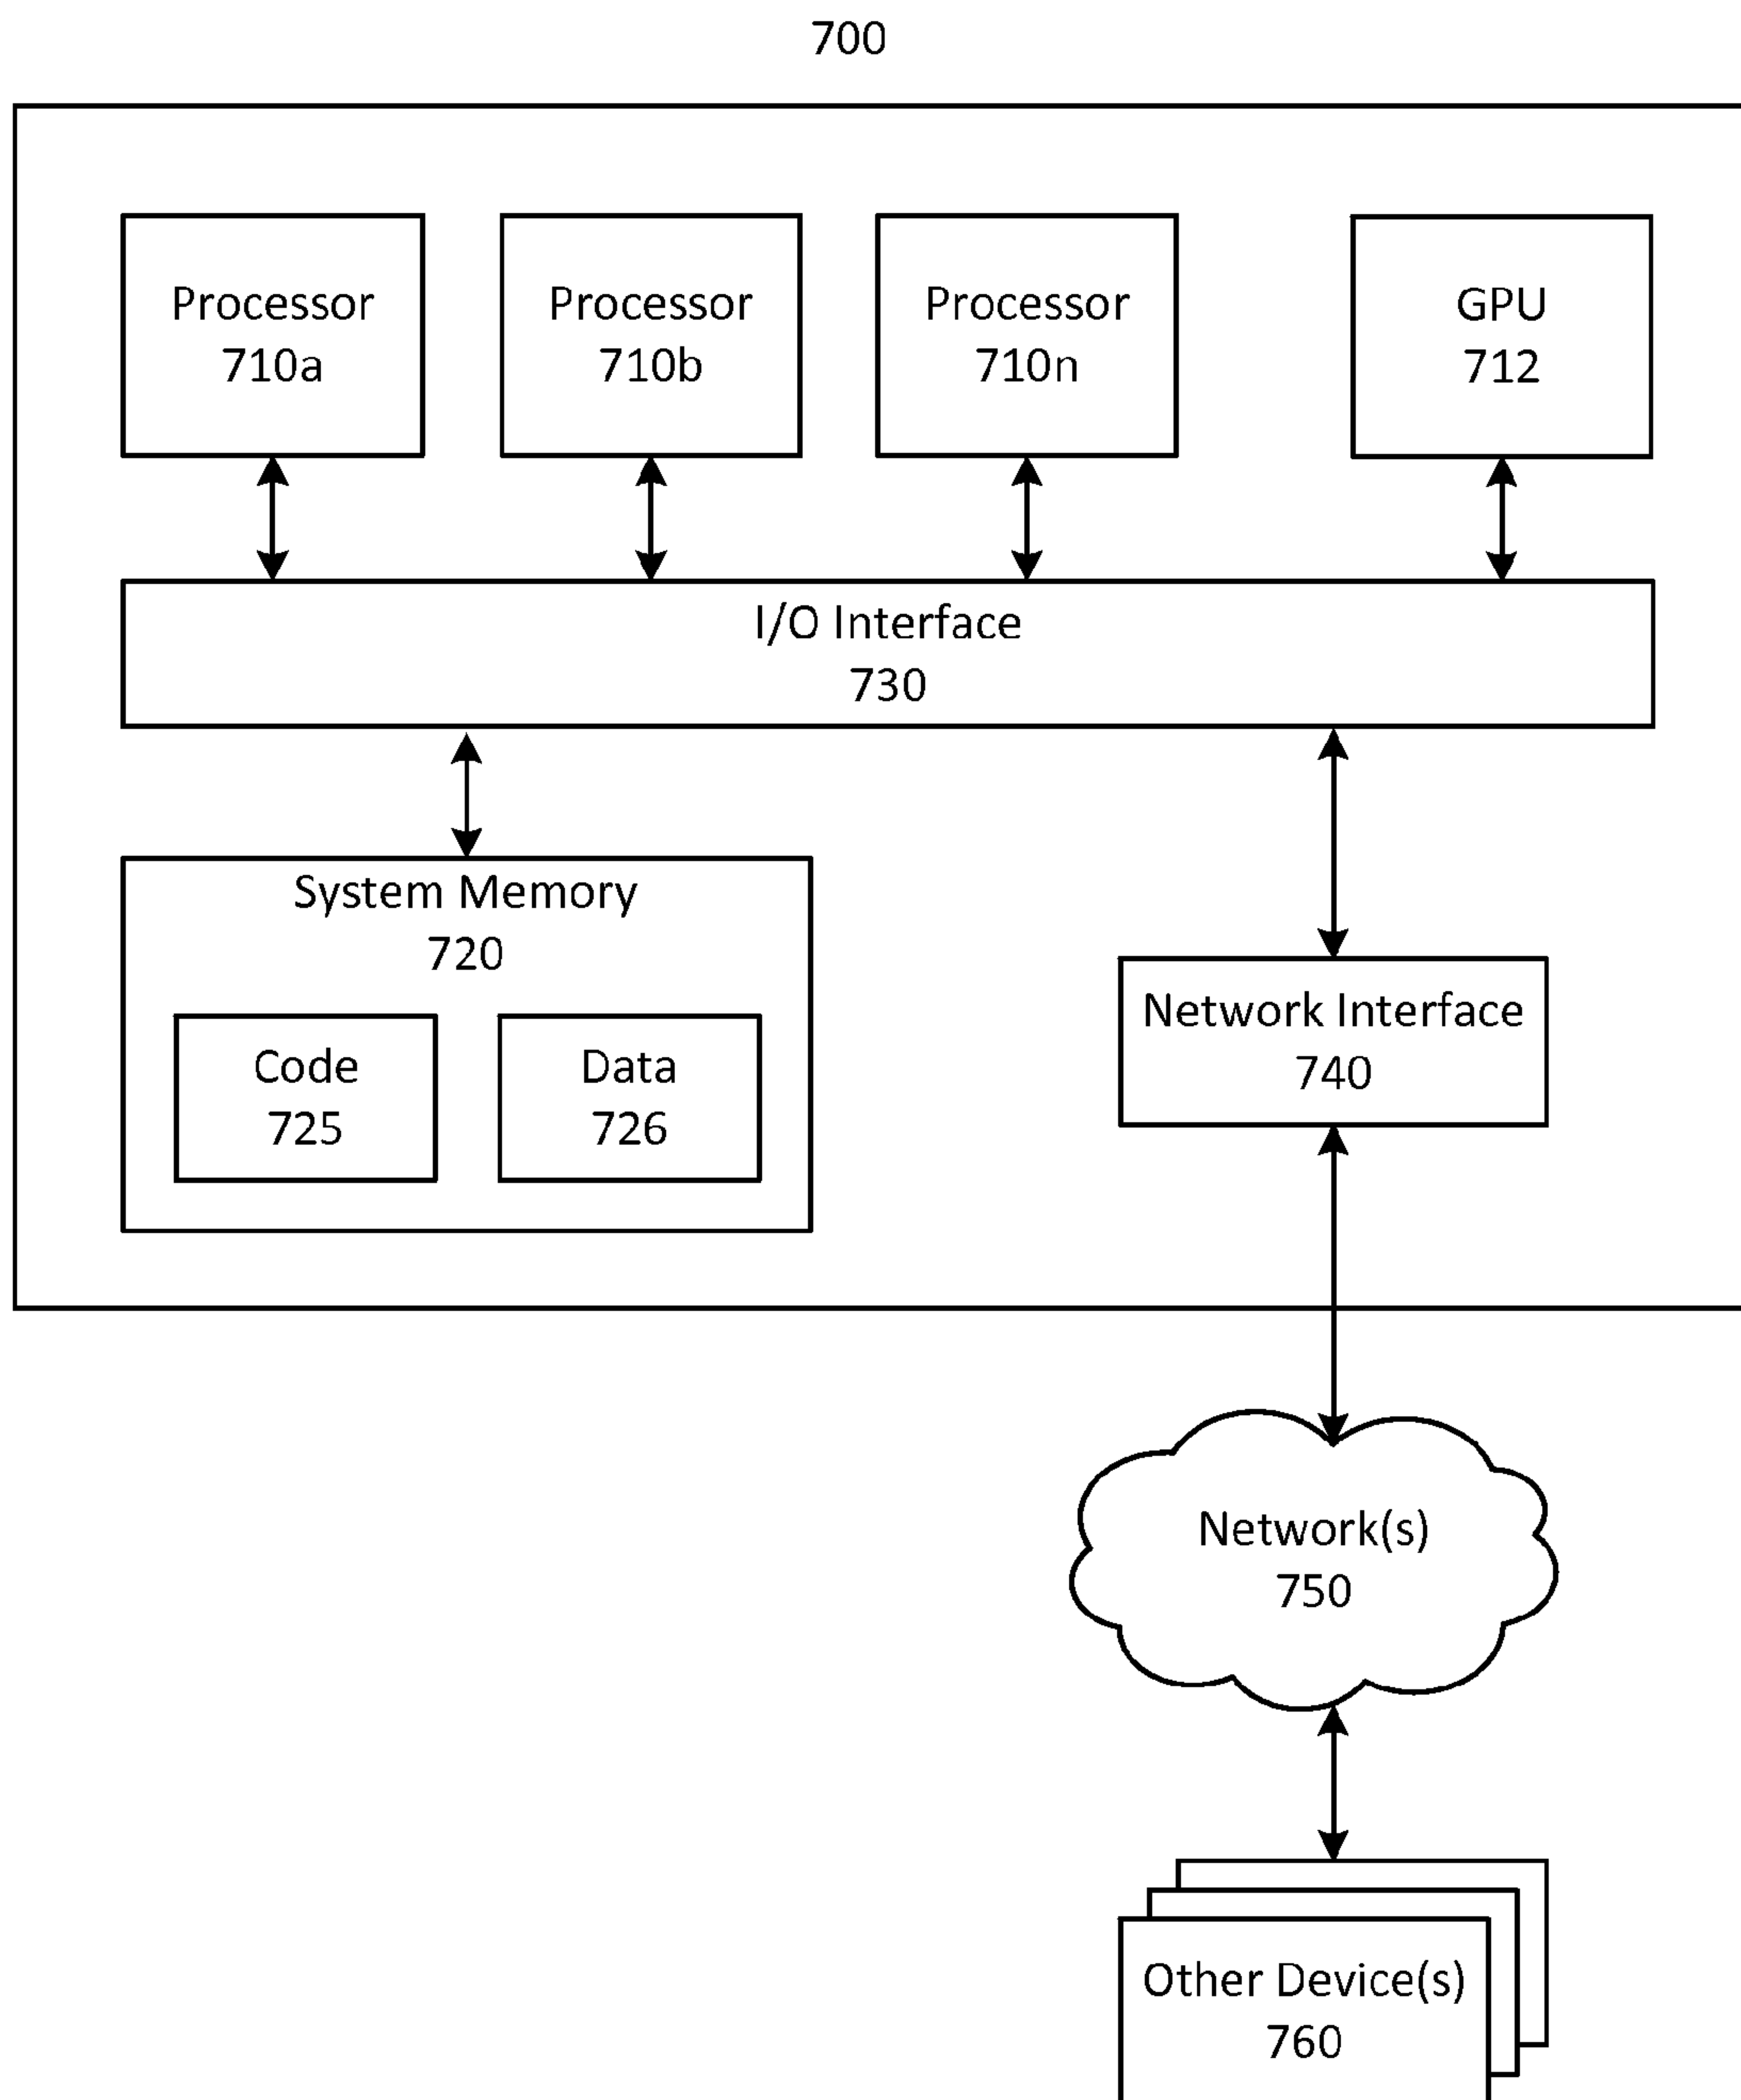 700
Processor
710a
Processor
710b
Processor
710n
GPU
712
I/O Interface
730
System Memory
720
Code
725
Data
726
Network Interface
740
Network(s)
750
Other Device(s)
760